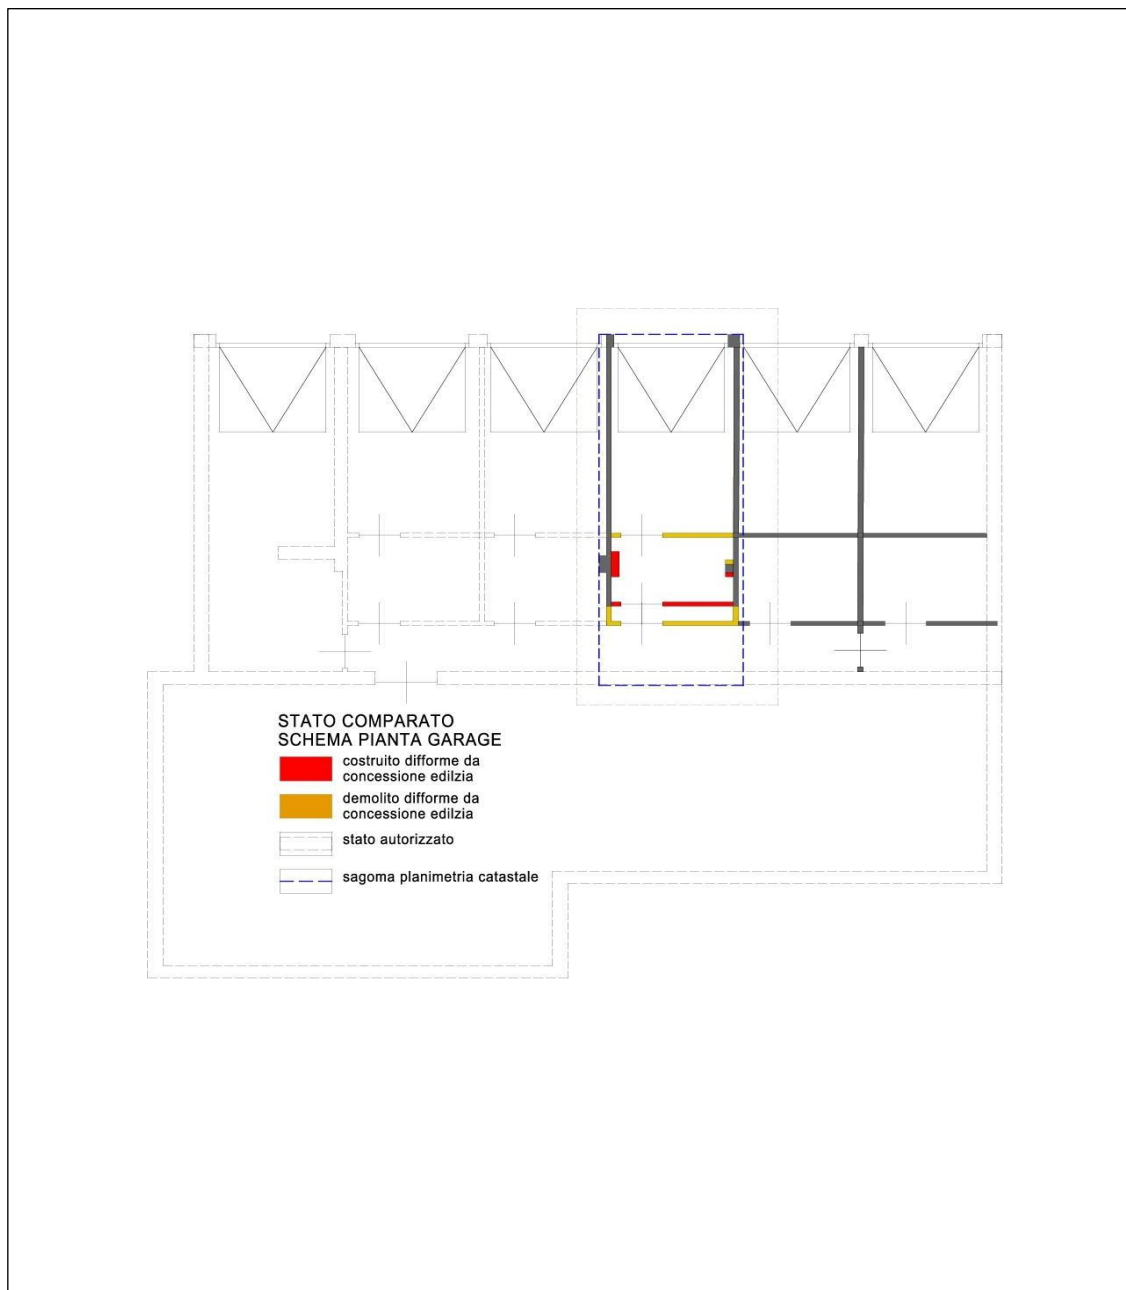 STATO COMPARATO
SCHEMA PIANTA GARAGE
costruito difforme da
concessione edilzia
demolito difforme da
concessione edilzia
stato autorizzato
sagoma planimetria catastale